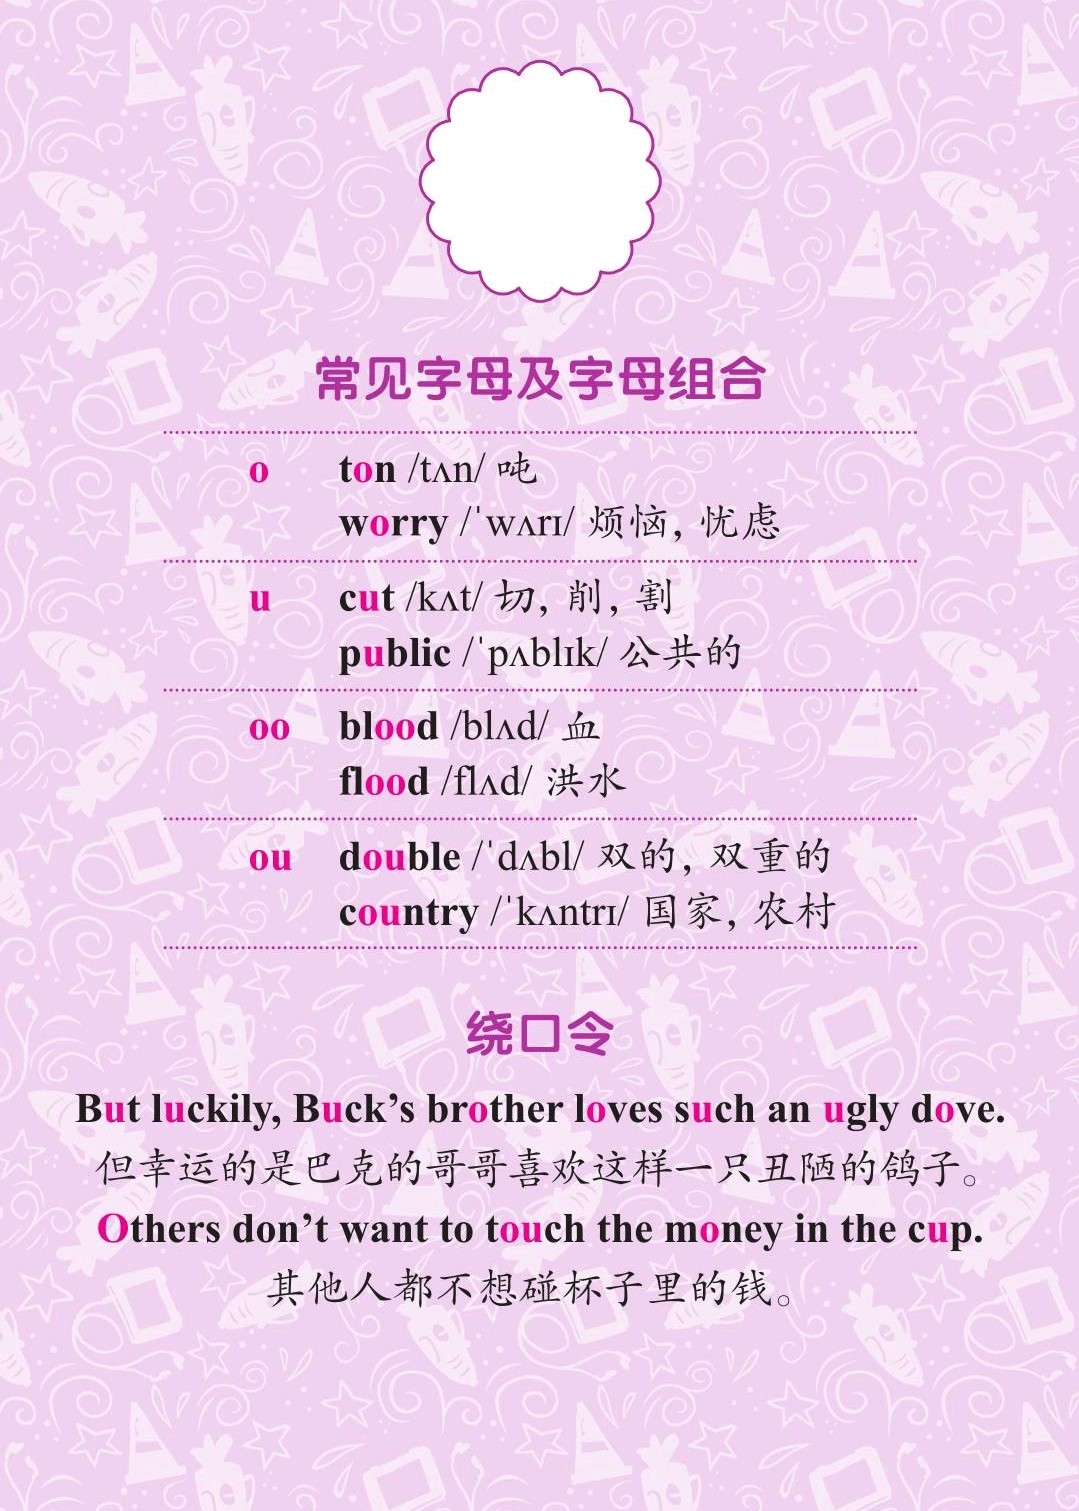 常见字母及字母组合
o ton /tʌn/ 吨
worry /ˈwʌrɪ/ 烦恼, 忧虑
u cut /kʌt/ 切, 削, 割
public /ˈpʌblɪk/ 公共的
oo blood /blʌd/ 血
flood /flʌd/ 洪水
ou double /ˈdʌbl/ 双的, 双重的
country /ˈkʌntrɪ/ 国家, 农村
绕口令
But luckily, Buck’s brother loves such an ugly dove.
但幸运的是巴克的哥哥喜欢这样一只丑陋的鸽子。
Others don’t want to touch the money in the cup.
其他人都不想碰杯子里的钱。